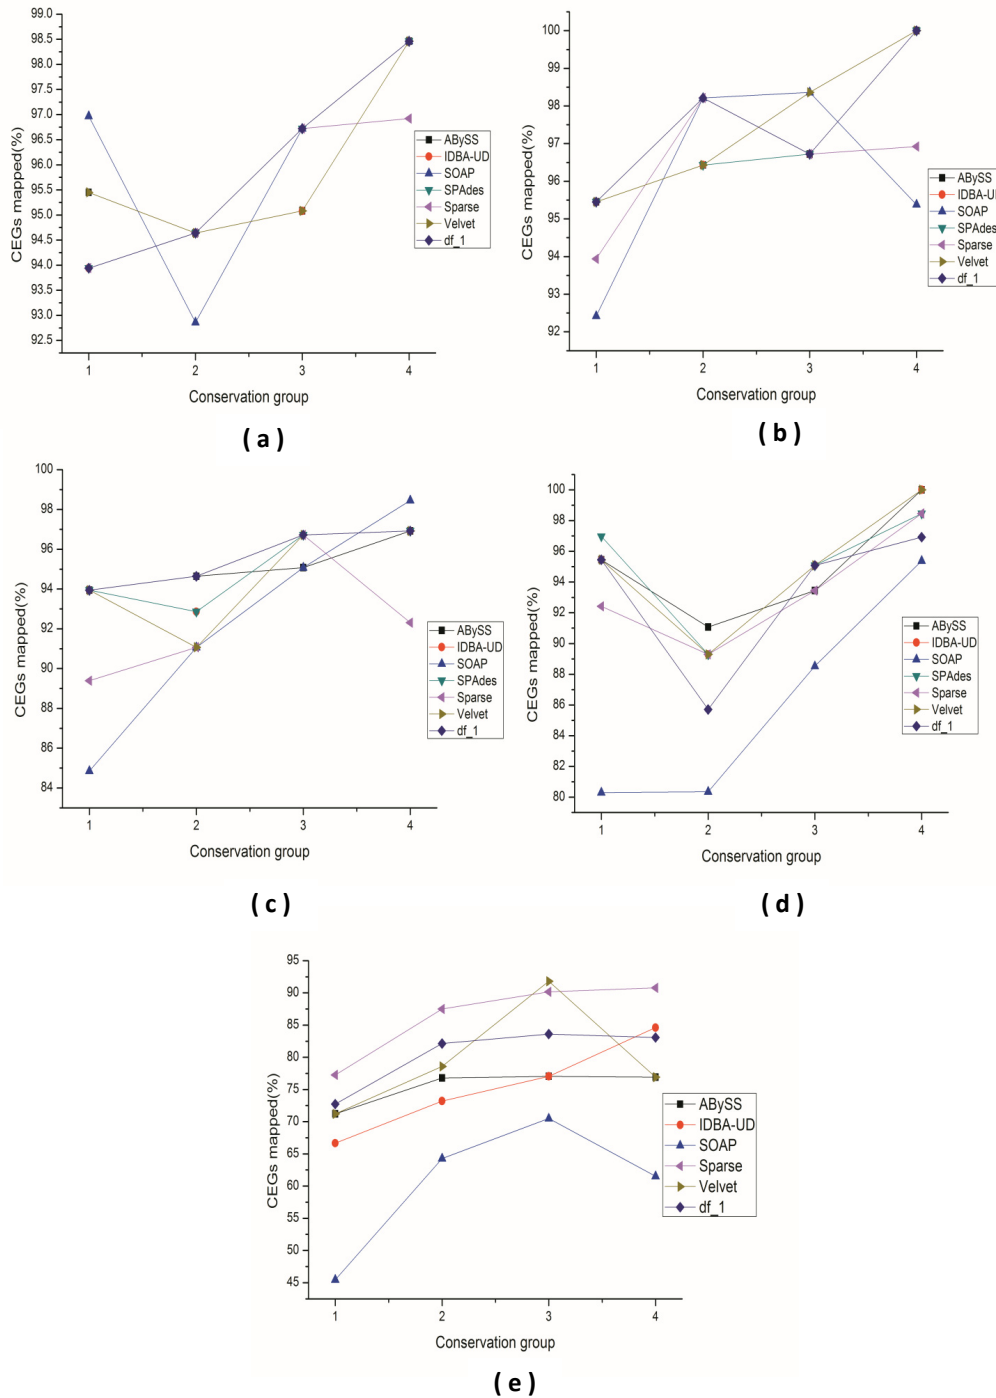 99.0
98.5
98.0
97.5
97.0
96.5
96.0
95.5
95.0
94.5
94.0
93.5
93.0
92.5
CEGs mapped(%)
1 2 3 4
Conservation group
ABySS
IDBA-UD
SOAP
SPAdes
Sparse
Velvet
df_1
( a )
100
99
98
97
96
95
94
93
92
CEGs mapped(%)
1 2 3 4
Conservation group
ABySS
IDBA-UD
SOAP
SPAdes
Sparse
Velvet
df_1
( b )
100
98
96
94
92
90
88
86
84
CEGs mapped(%)
1 2 3 4
Conservation group
ABySS
IDBA-UD
SOAP
SPAdes
Sparse
Velvet
df_1
( c )
100
98
96
94
92
90
88
86
84
82
80
CEGs mapped(%)
1 2 3 4
Conservation group
ABySS
IDBA-UD
SOAP
SPAdes
Sparse
Velvet
df_1
( d )
95
90
85
80
75
70
65
60
55
50
45
CEGs mapped(%)
1 2 3 4
Conservation group
ABySS
IDBA-UD
SOAP
Sparse
Velvet
df_1
( e )